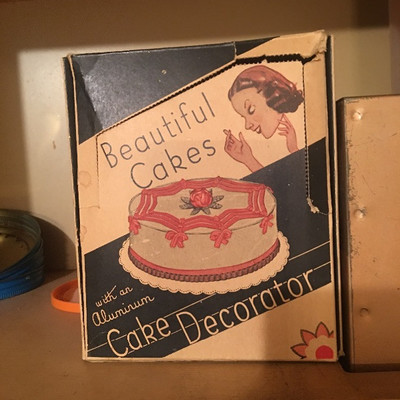 Beautiful
Cakes
with an
Aluminum
Cake Decorator